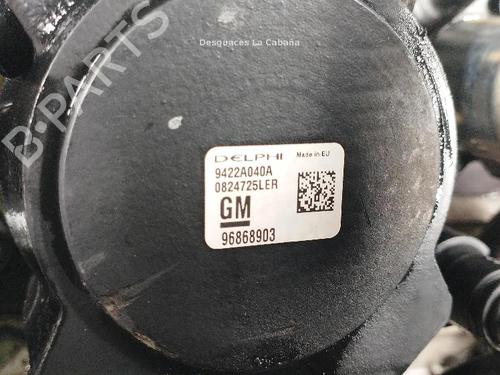 Desguaces La Cabaña
B-PARTS
DELPHI Made in EU
9422A040A
0824725LER
GM
96868903